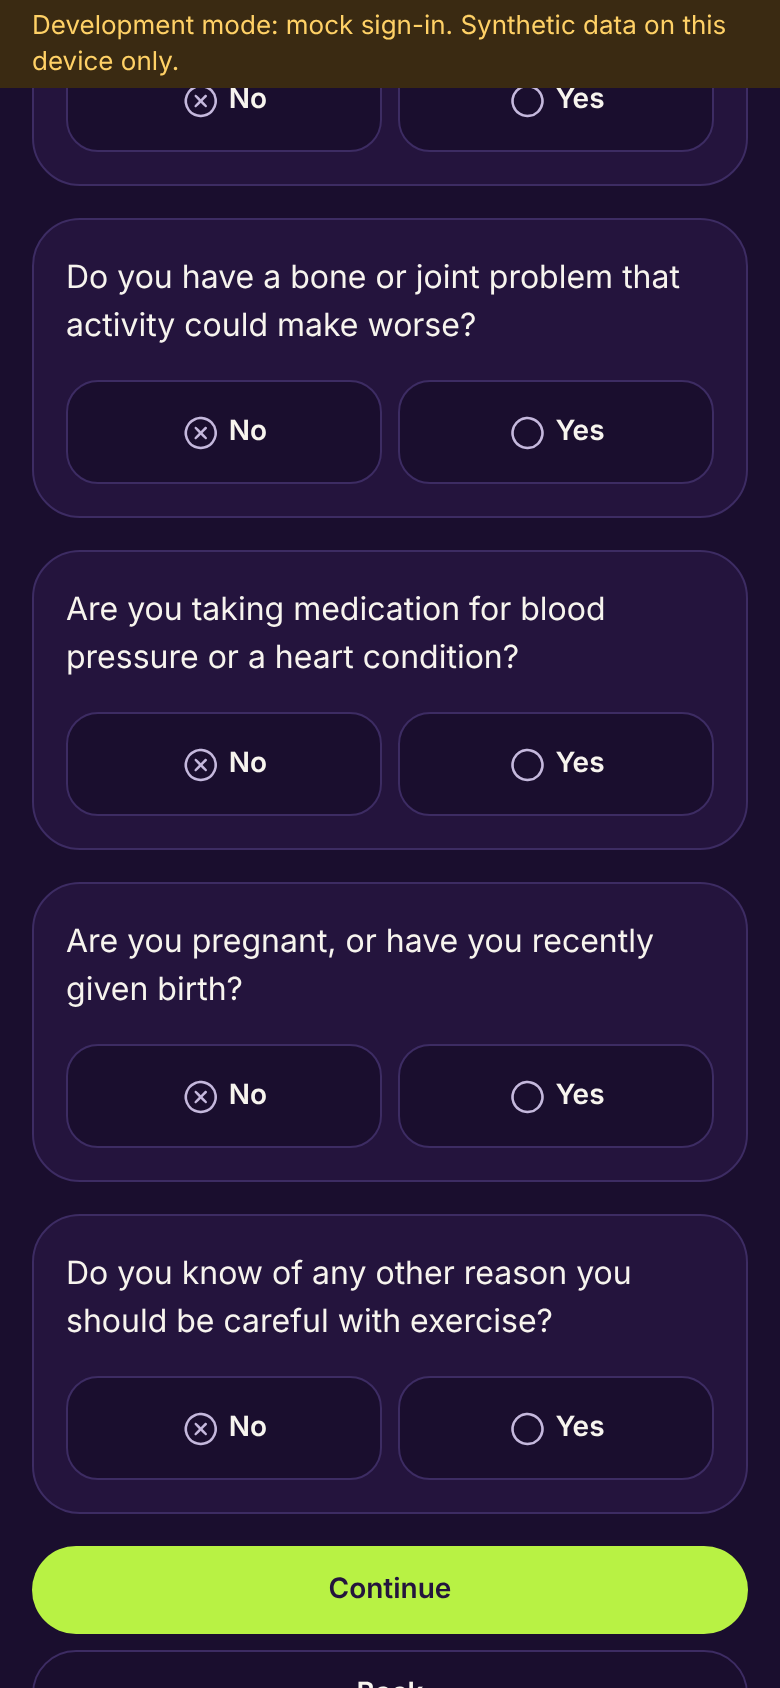 Development mode: mock sign-in. Synthetic data on this
device only.
No
Yes
Do you have a bone or joint problem that
activity could make worse?
No
Yes
Are you taking medication for blood
pressure or a heart condition?
No
Yes
Are you pregnant, or have you recently
given birth?
No
Yes
Do you know of any other reason you
should be careful with exercise?
No
Yes
Continue
Back